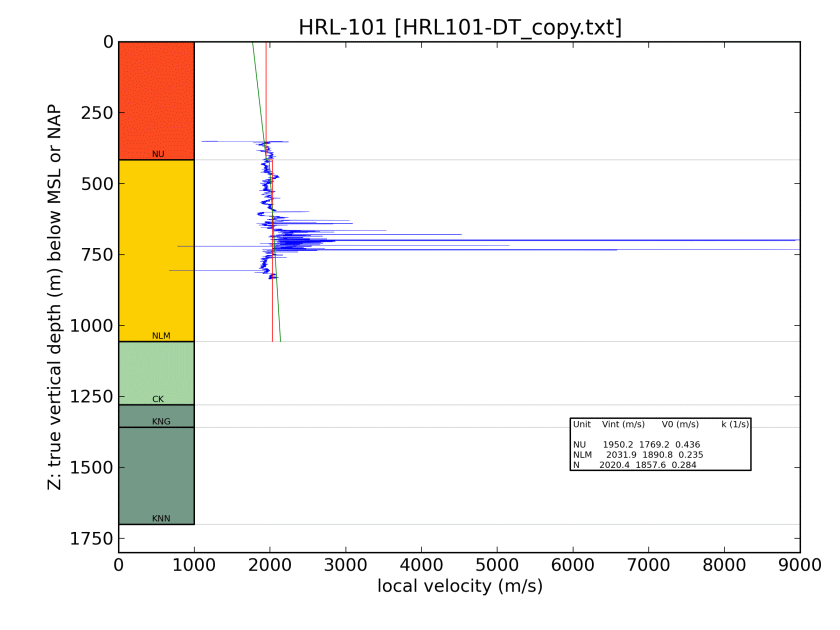 HRL-101 [HRL101-DT_copy.txt]
0
250
500
750
1000
1250
1500
1750
Z: true vertical depth (m) below MSL or NAP
NU
NLM
CK
KNG
KNN
Unit Vint (m/s) V0 (m/s) k (1/s)
NU 1950.2 1769.2 0.436
NLM 2031.9 1890.8 0.235
N 2020.4 1857.6 0.284
0 1000 2000 3000 4000 5000 6000 7000 8000 9000
local velocity (m/s)